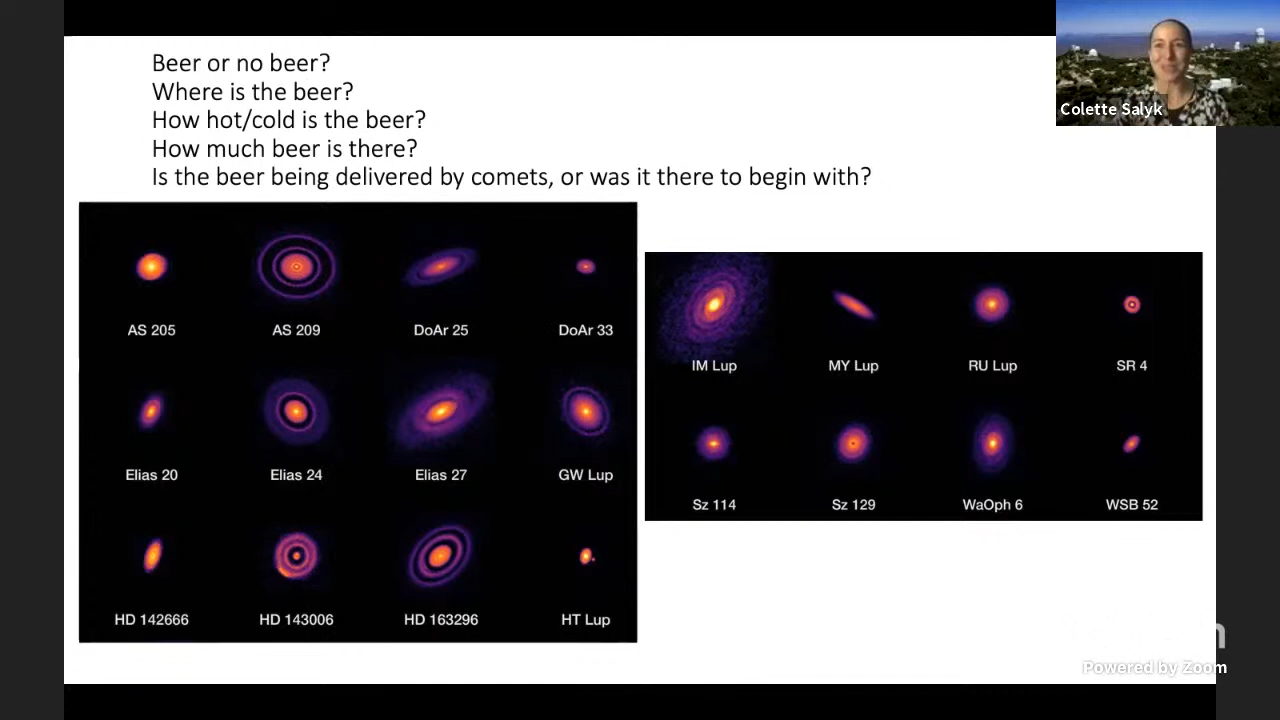 Beer or no beer?
Where is the beer?
How hot/cold is the beer?
How much beer is there?
Is the beer being delivered by comets, or was it there to begin with?
Colette Salyk
AS 205
AS 209
DoAr 25
DoAr 33
Elias 20
Elias 24
Elias 27
GW Lup
HD 142666
HD 143006
HD 163296
HT Lup
IM Lup
MY Lup
RU Lup
SR 4
Sz 114
Sz 129
WaOph 6
WSB 52
Powered by Zoom